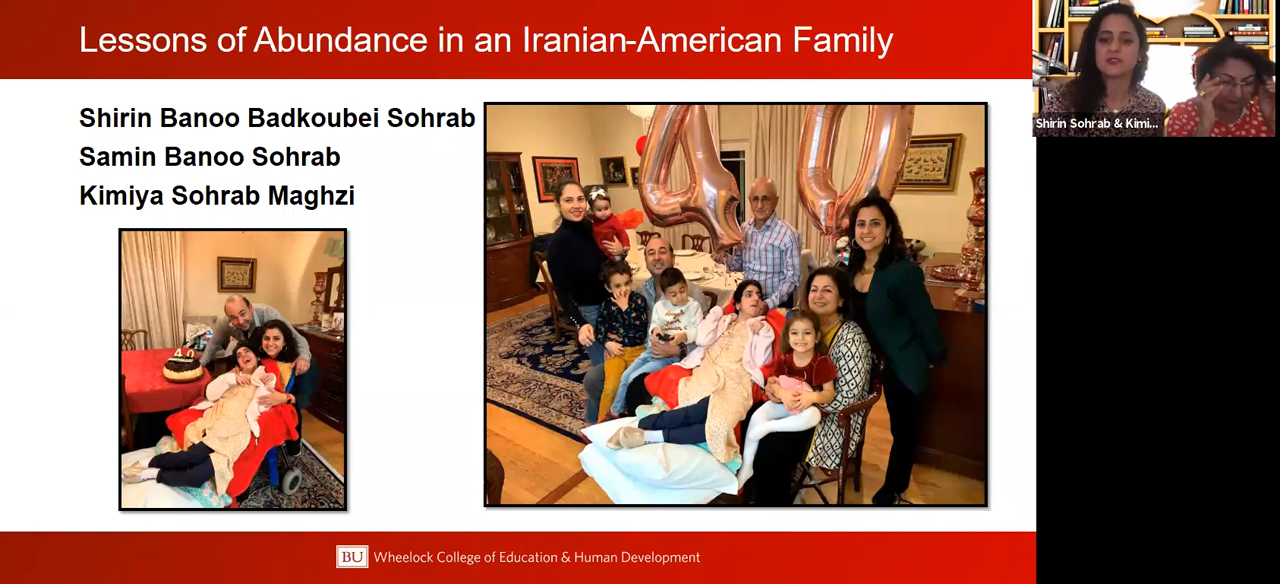 Lessons of Abundance in an Iranian-American Family
Shirin Sohrab & Kimi...
Shirin Banoo Badkoubei Sohrab
Samin Banoo Sohrab
Kimiya Sohrab Maghzi
40
40
BU Wheelock College of Education & Human Development